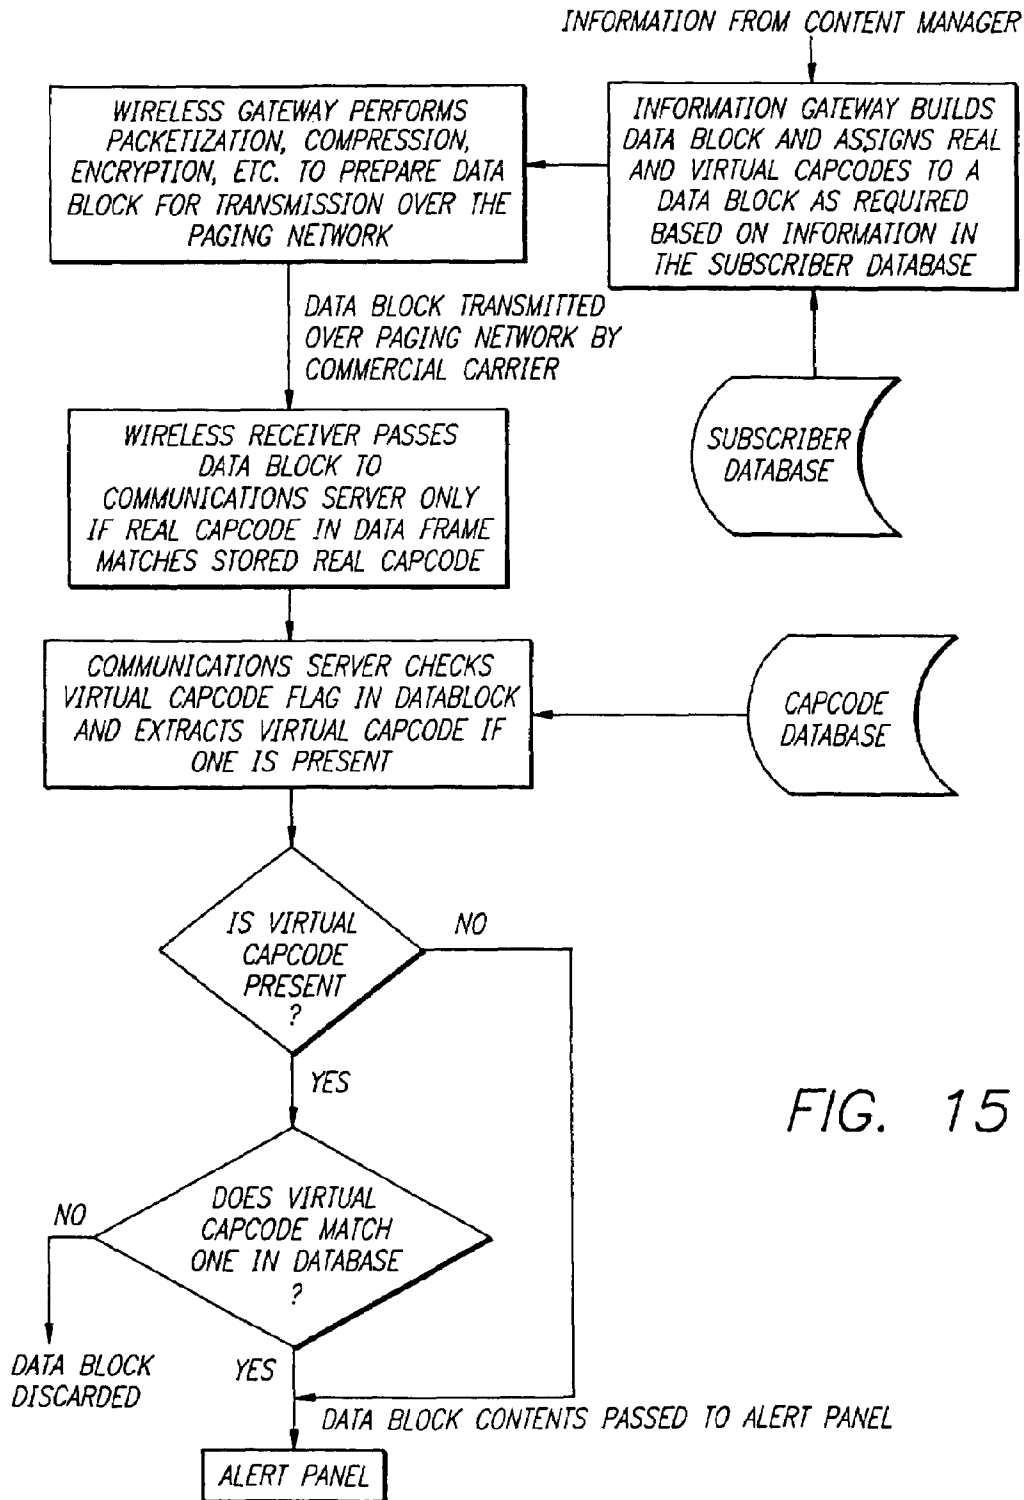 INFORMATION FROM CONTENT MANAGER
WIRELESS GATEWAY PERFORMS
PACKETIZATION, COMPRESSION,
ENCRYPTION, ETC. TO PREPARE DATA
BLOCK FOR TRANSMISSION OVER THE
PAGING NETWORK
INFORMATION GATEWAY BUILDS
DATA BLOCK AND ASSIGNS REAL
AND VIRTUAL CAPCODES TO A
DATA BLOCK AS REQUIRED
BASED ON INFORMATION IN
THE SUBSCRIBER DATABASE
DATA BLOCK TRANSMITTED
OVER PAGING NETWORK BY
COMMERCIAL CARRIER
SUBSCRIBER
DATABASE
WIRELESS RECEIVER PASSES
DATA BLOCK TO
COMMUNICATIONS SERVER ONLY
IF REAL CAPCODE IN DATA FRAME
MATCHES STORED REAL CAPCODE
COMMUNICATIONS SERVER CHECKS
VIRTUAL CAPCODE FLAG IN DATABLOCK
AND EXTRACTS VIRTUAL CAPCODE IF
ONE IS PRESENT
CAPCODE
DATABASE
IS VIRTUAL
CAPCODE
PRESENT
?
NO
YES
FIG. 15
DOES VIRTUAL
CAPCODE MATCH
ONE IN DATABASE
?
NO
DATA BLOCK
DISCARDED
YES
DATA BLOCK CONTENTS PASSED TO ALERT PANEL
ALERT PANEL